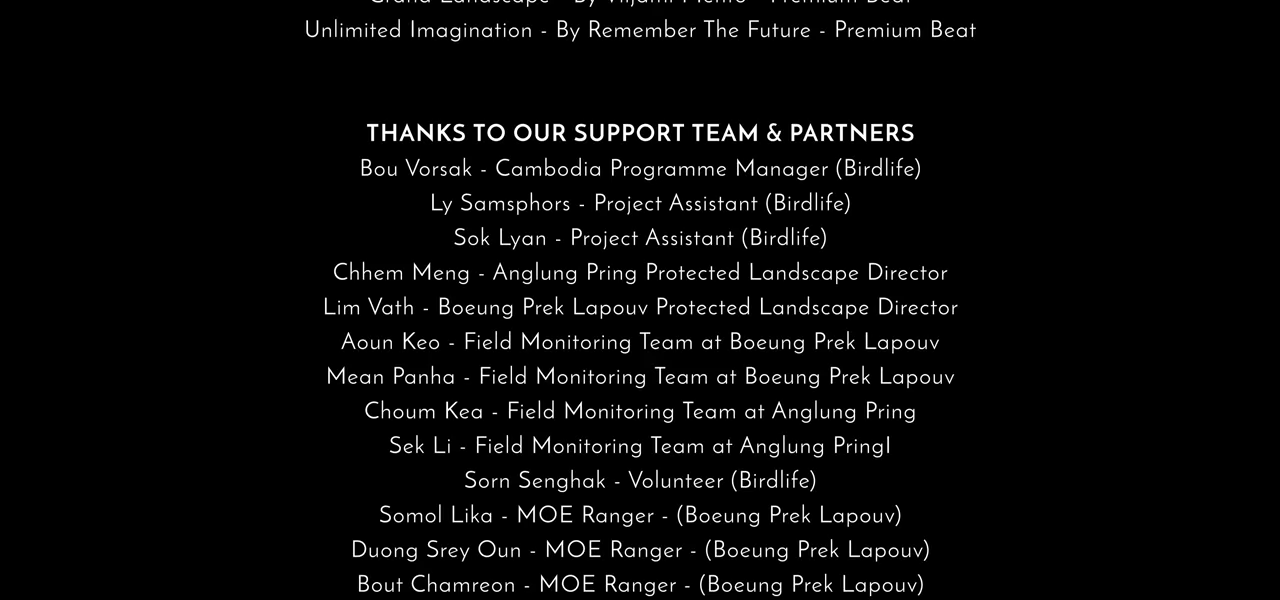 Unlimited Imagination - By Remember The Future - Premium Beat
THANKS TO OUR SUPPORT TEAM & PARTNERS
Bou Vorsak - Cambodia Programme Manager (Birdlife)
Ly Samsphors - Project Assistant (Birdlife)
Sok Lyan - Project Assistant (Birdlife)
Chhem Meng - Anglung Pring Protected Landscape Director
Lim Vath - Boeung Prek Lapouv Protected Landscape Director
Aoun Keo - Field Monitoring Team at Boeung Prek Lapouv
Mean Panha - Field Monitoring Team at Boeung Prek Lapouv
Choum Kea - Field Monitoring Team at Anglung Pring
Sek Li - Field Monitoring Team at Anglung Pringl
Sorn Senghak - Volunteer (Birdlife)
Somol Lika - MOE Ranger - (Boeung Prek Lapouv)
Duong Srey Oun - MOE Ranger - (Boeung Prek Lapouv)
Bout Chamreon - MOE Ranger - (Boeung Prek Lapouv)